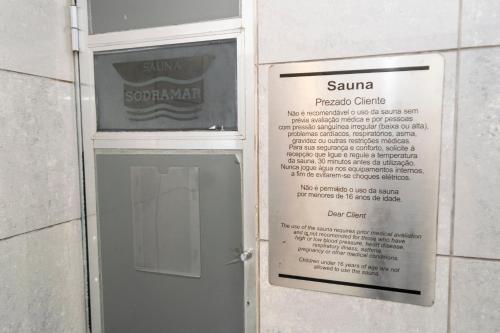 SAUNA
SODRAMAR
Sauna
Prezado Cliente
Não é recomendável o uso da sauna sem
prévia avaliação médica e por pessoas
com pressão sanguínea irregular (baixa ou alta),
problemas cardíacos, respiratórios, asma,
gravidez ou outras restrições médicas.
Para sua segurança e conforto, solicite à
recepção que ligue e regule a temperatura
da sauna, 30 minutos antes da utilização.
Nunca jogue água nos equipamentos internos,
a fim de evitarem-se choques elétricos.
Não é permitido o uso da sauna
por menores de 16 anos de idade.
Dear Client
The use of the sauna requires prior medical avaliation
and is not recomended for those who have
high or low blood pressure, heart disease,
respiratory illness, asthma,
pregnancy or other medical conditions.
Children under 16 years of age are not
allowed to use the sauna.